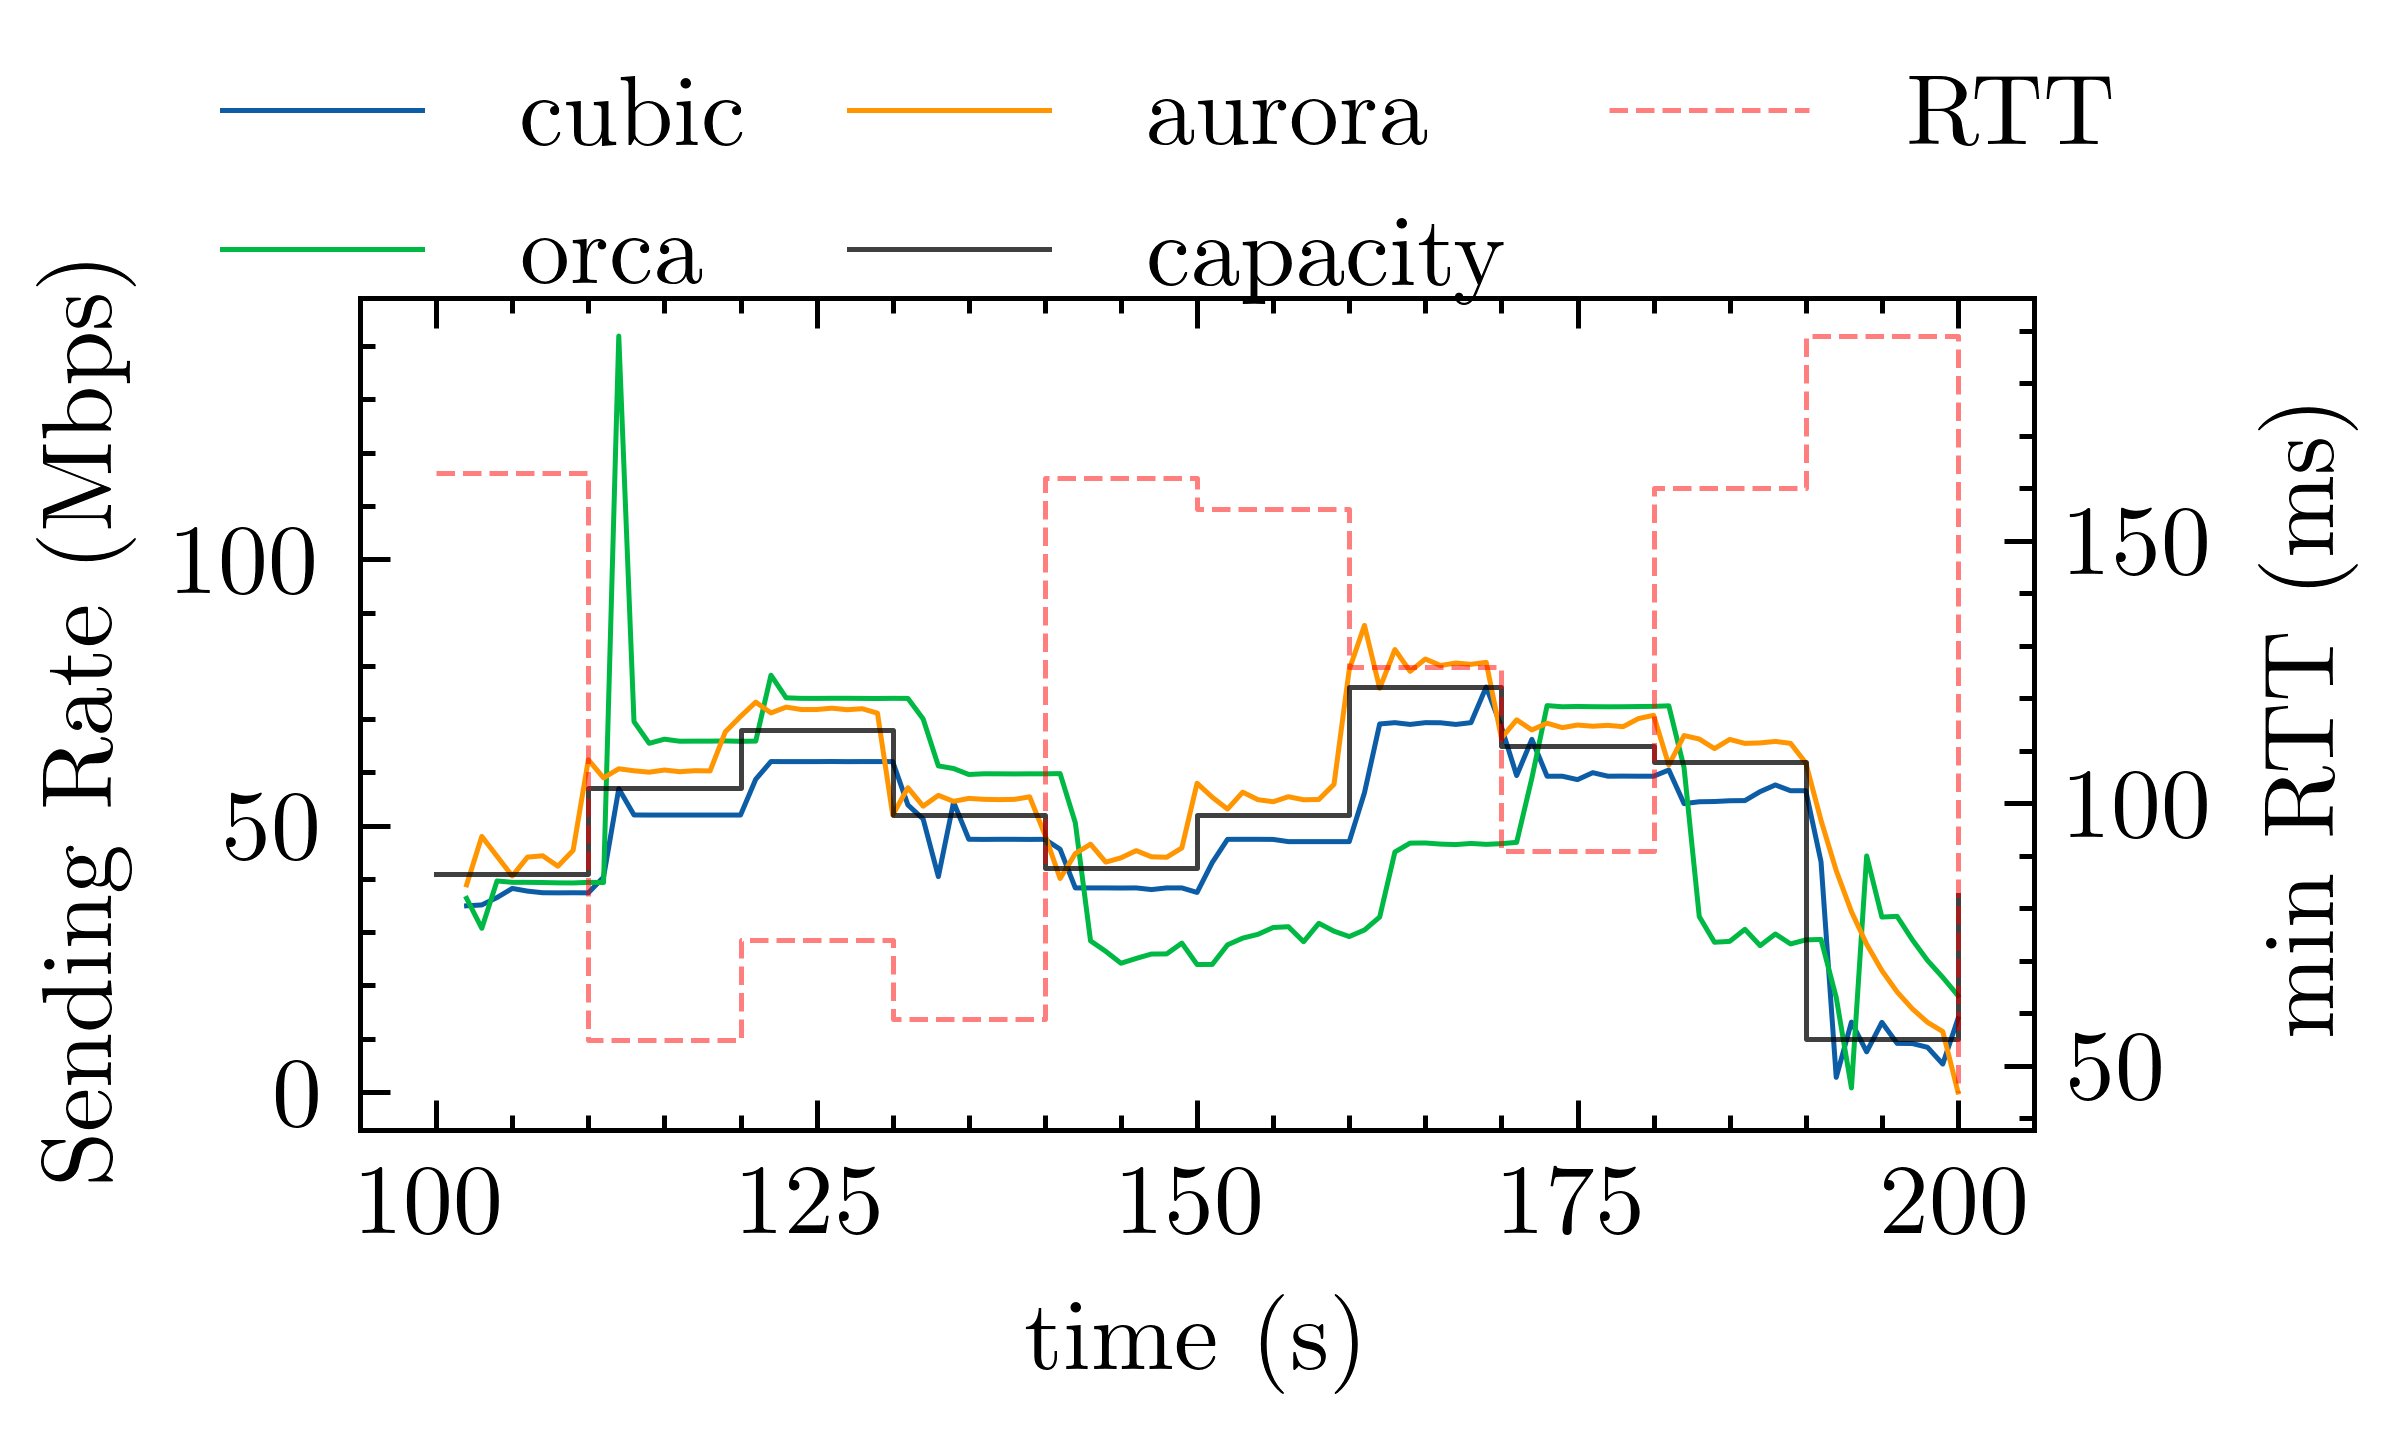 cubic aurora RTT
orca capacity
Sending Rate (Mbps)
100
50
0
min RTT (ms)
150
100
50
100 125 150 175 200
time (s)